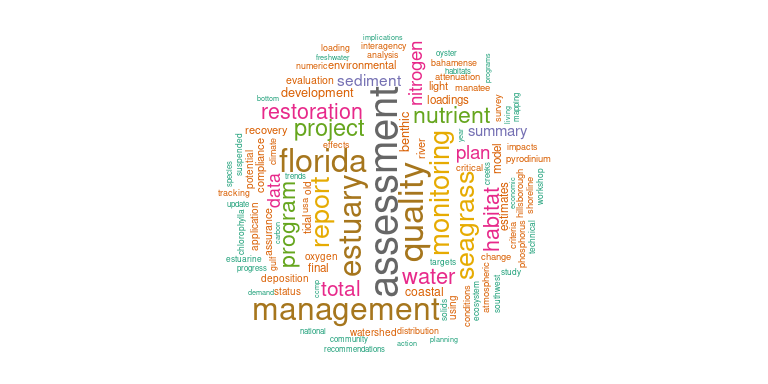 implications
loading
interagency
freshwater
analysis
oyster
numeric
environmental
bahamense
habitats
programs
evaluation
sediment
nitrogen
attenuation
development
light
manatee
bottom
restoration
assessment
loadings
survey
living
mapping
nutrient
project
benthic
year
summary
recovery
suspended
climate
compliance
potential
effects
river
monitoring
plan
model
impacts
pyrodinium
florida
quality
critical
creeks
species
tracking
data
trends
estuary
seagrass
habitat
estimates
economic
hillsborough
shoreline
workshop
update
program
report
old
usa
tidal
chlorophylla
application
assurance
carbon
gulf
criteria
phosphorus
technical
estuarine
progress
oxygen
final
water
targets
change
study
deposition
ccmp
total
coastal
atmospheric
southwest
ecosystem
conditions
demand
status
management
solids
using
national
watershed
distribution
community
action
planning
recommendations